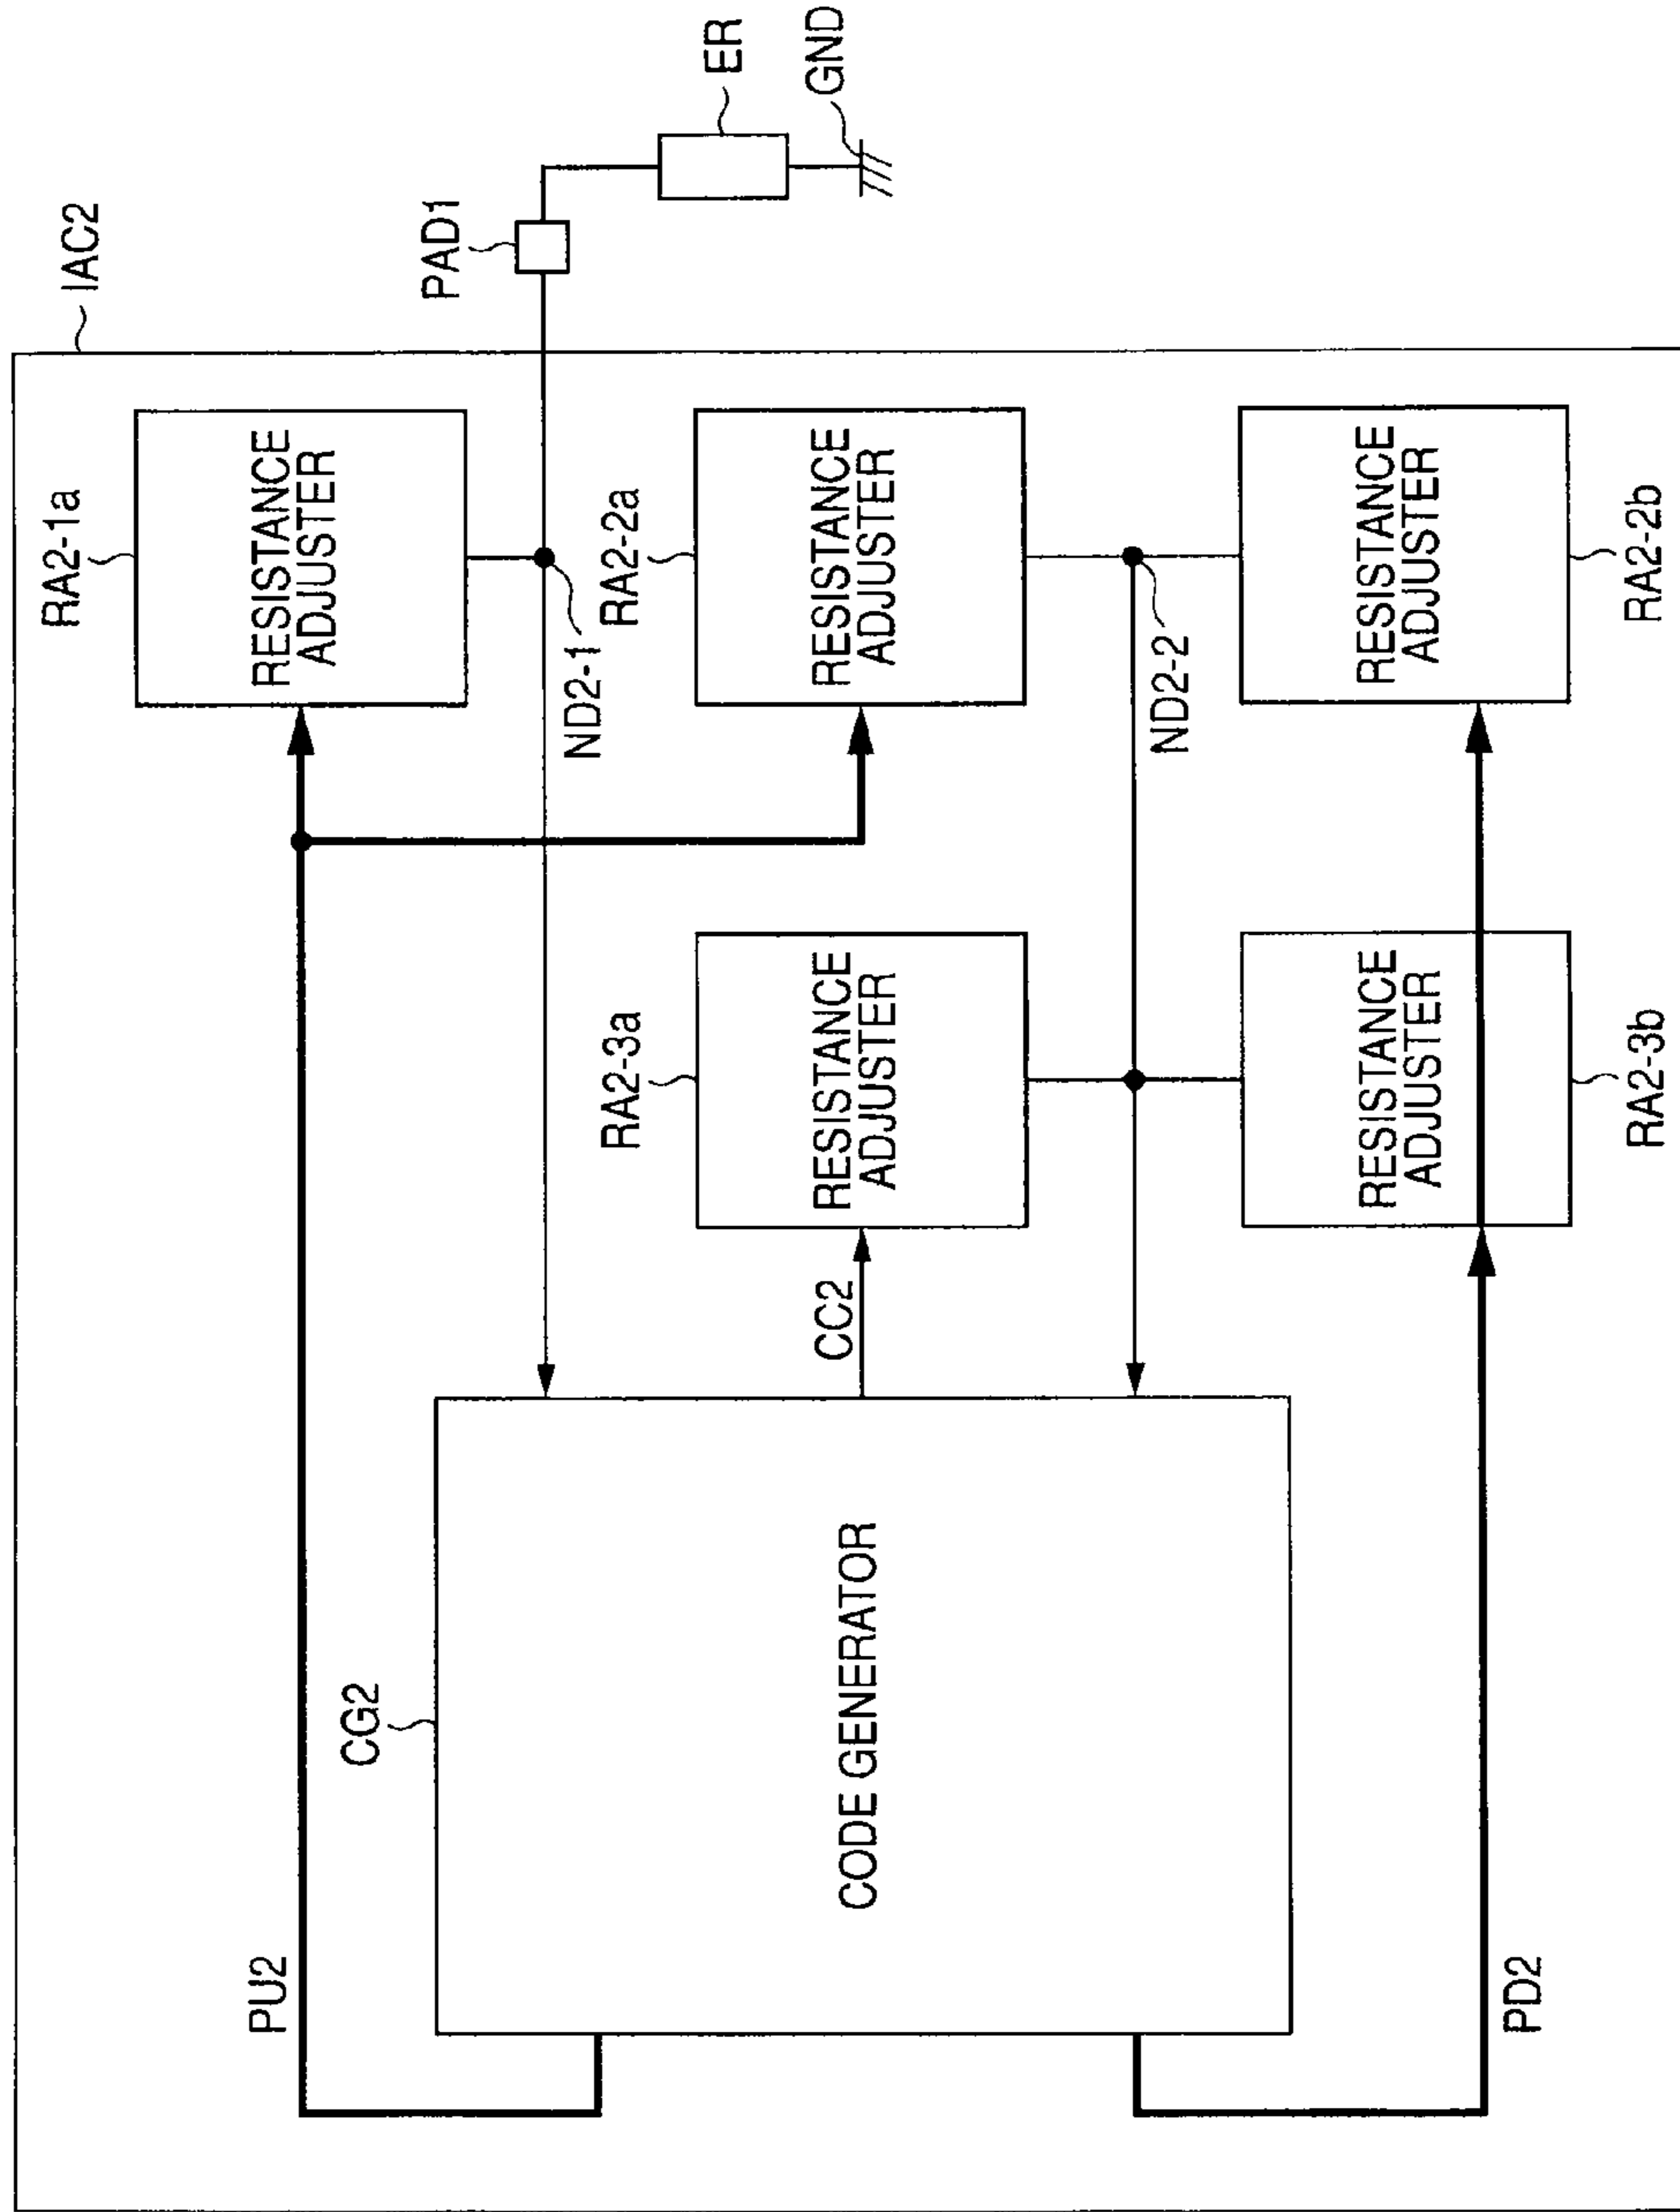 IAC2
RA2-1a
RESISTANCE
ADJUSTER
PAD1
ER
GND
ND2-1
RA2-2a
RESISTANCE
ADJUSTER
RA2-3a
RESISTANCE
ADJUSTER
CC2
ND2-2
RESISTANCE
ADJUSTER
RA2-2b
RESISTANCE
ADJUSTER
RA2-3b
CG2
CODE GENERATOR
PU2
PD2